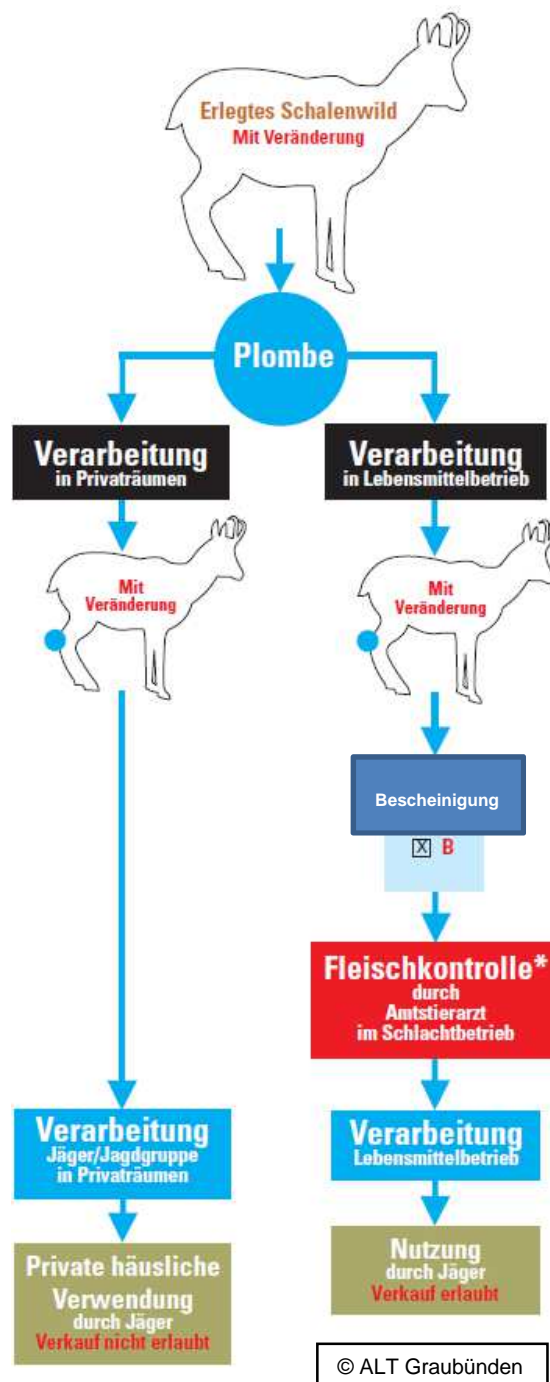 Erlegtes Schalenwild
Mit Veränderung
Plombe
Verarbeitung
in Privaträumen
Mit
Veränderung
Verarbeitung
Jäger/Jagdgruppe
in Privaträumen
Private häusliche
Verwendung
durch Jäger
Verkauf nicht erlaubt
Verarbeitung
in Lebensmittelbetrieb
Mit
Veränderung
Bescheinigung
X B
Fleischkontrolle*
durch
Amtstierarzt
im Schlachtbetrieb
Verarbeitung
Lebensmittelbetrieb
Nutzung
durch Jäger
Verkauf erlaubt
© ALT Graubünden